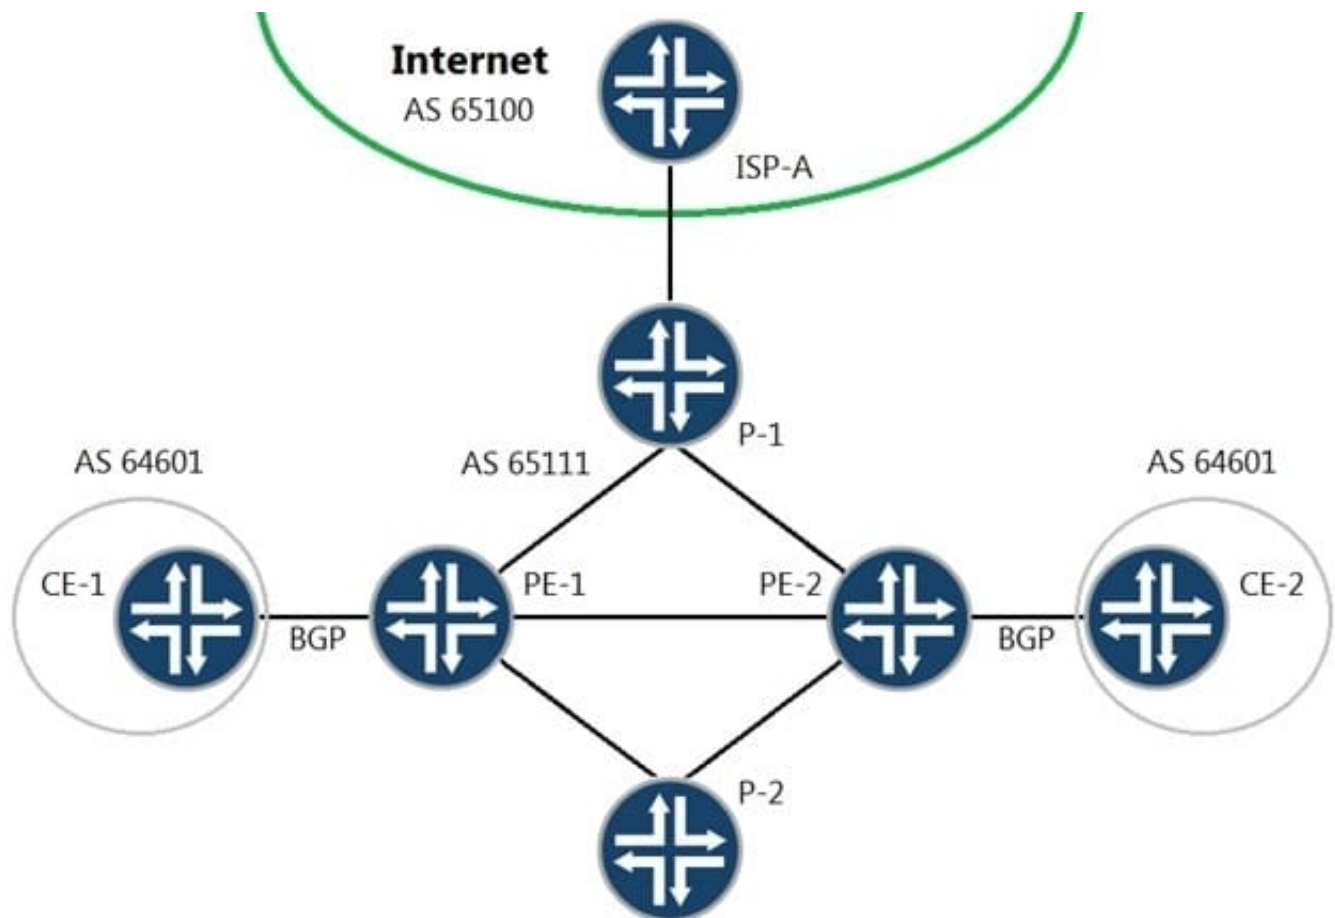 Internet
AS 65100
ISP-A
P-1
AS 64601
AS 65111
AS 64601
CE-1
PE-1
PE-2
CE-2
BGP
BGP
P-2